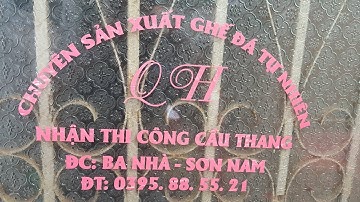 CHUYÊN SẢN XUẤT GHẾ ĐÁ TỰ NHIÊN
QH
NHẬN THI CÔNG CẦU THANG
ĐC: BA NHÀ - SƠN NAM
ĐT: 0395. 88. 55. 21